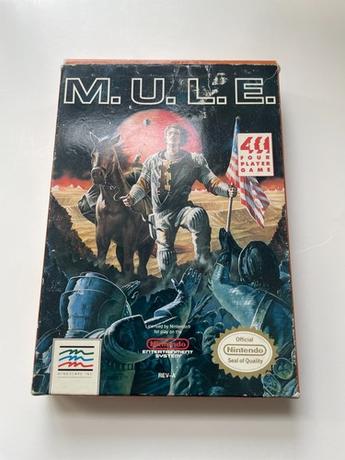 M.U.L.E.
FOUR
PLAYER
GAME
Licensed by Nintendo®
for play on the
Nintendo
ENTERTAINMENT
SYSTEM
REV-A
Official
Nintendo
Seal of Quality
MINDSCAPE INC.